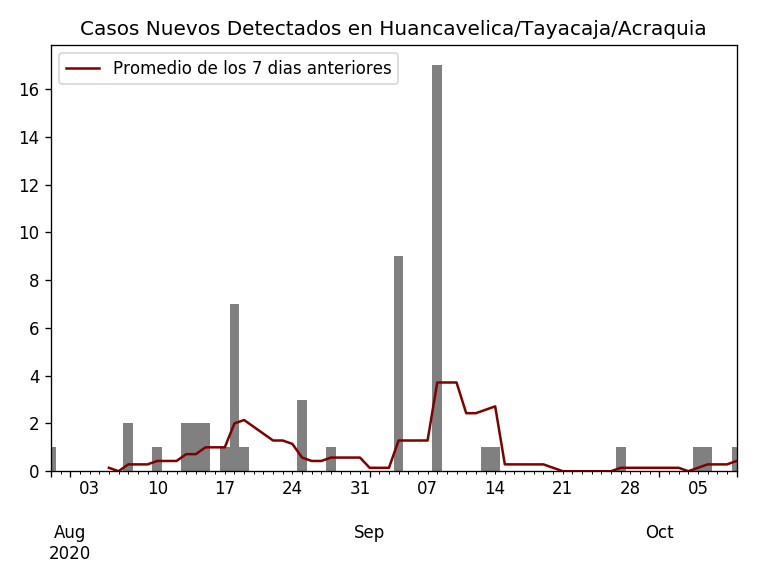 Casos Nuevos Detectados en Huancavelica/Tayacaja/Acraquia
Promedio de los 7 dias anteriores
16
14
12
10
8
6
4
2
0
03 10 17 24 31 07 14 21 28 05
Aug Sep Oct
2020